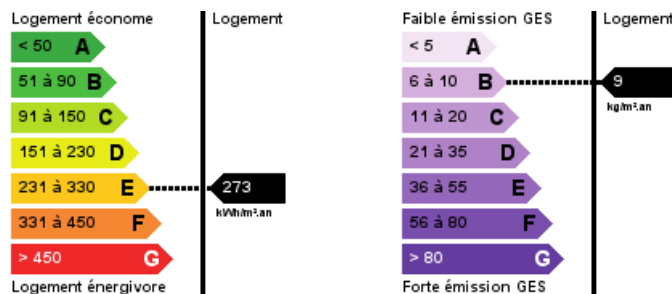 Logement économe
Logement
< 50 A
51 à 90 B
91 à 150 C
151 à 230 D
231 à 330 E
273
kWh/m².an
331 à 450 F
> 450 G
Logement énergivore
Faible émission GES
Logement
< 5 A
6 à 10 B
9
kg/m².an
11 à 20 C
21 à 35 D
36 à 55 E
56 à 80 F
> 80 G
Forte émission GES